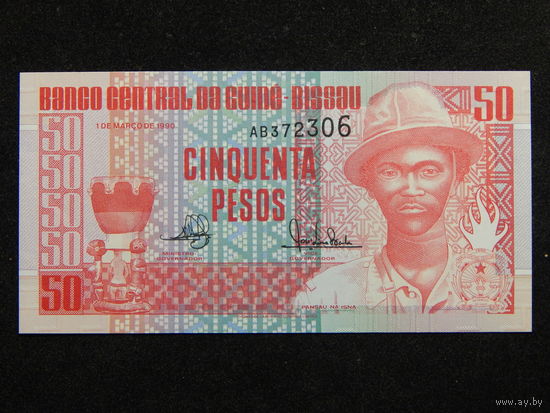 BANCO CENTRAL DA GUINÉ-BISSAU
50
1 DE MARÇO DE 1990
AB372306
50
50
50
50
50
CINQUENTA
PESOS
MINISTRO
GOVERNADOR
GOVERNADOR
PANSAU NA ISNA
www.ay.by